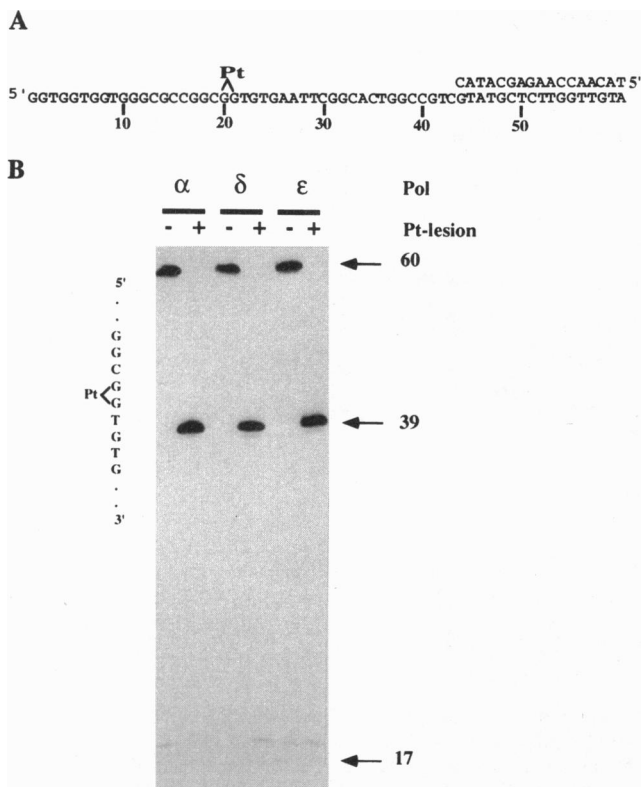 A
Pt
CATACGAGAACCAACAT 5'
5' GGTGGTGGTGGGCGCCGGCGGTGTGAATTCGGCACTGGCCGTCGTATGCTCTTGGTTGTA
10 20 30 40 50
B
α δ ε Pol
- + - + - + Pt-lesion
60
5'
.
.
G
G
C
G
Pt
G
39
T
G
T
G
.
.
3'
17